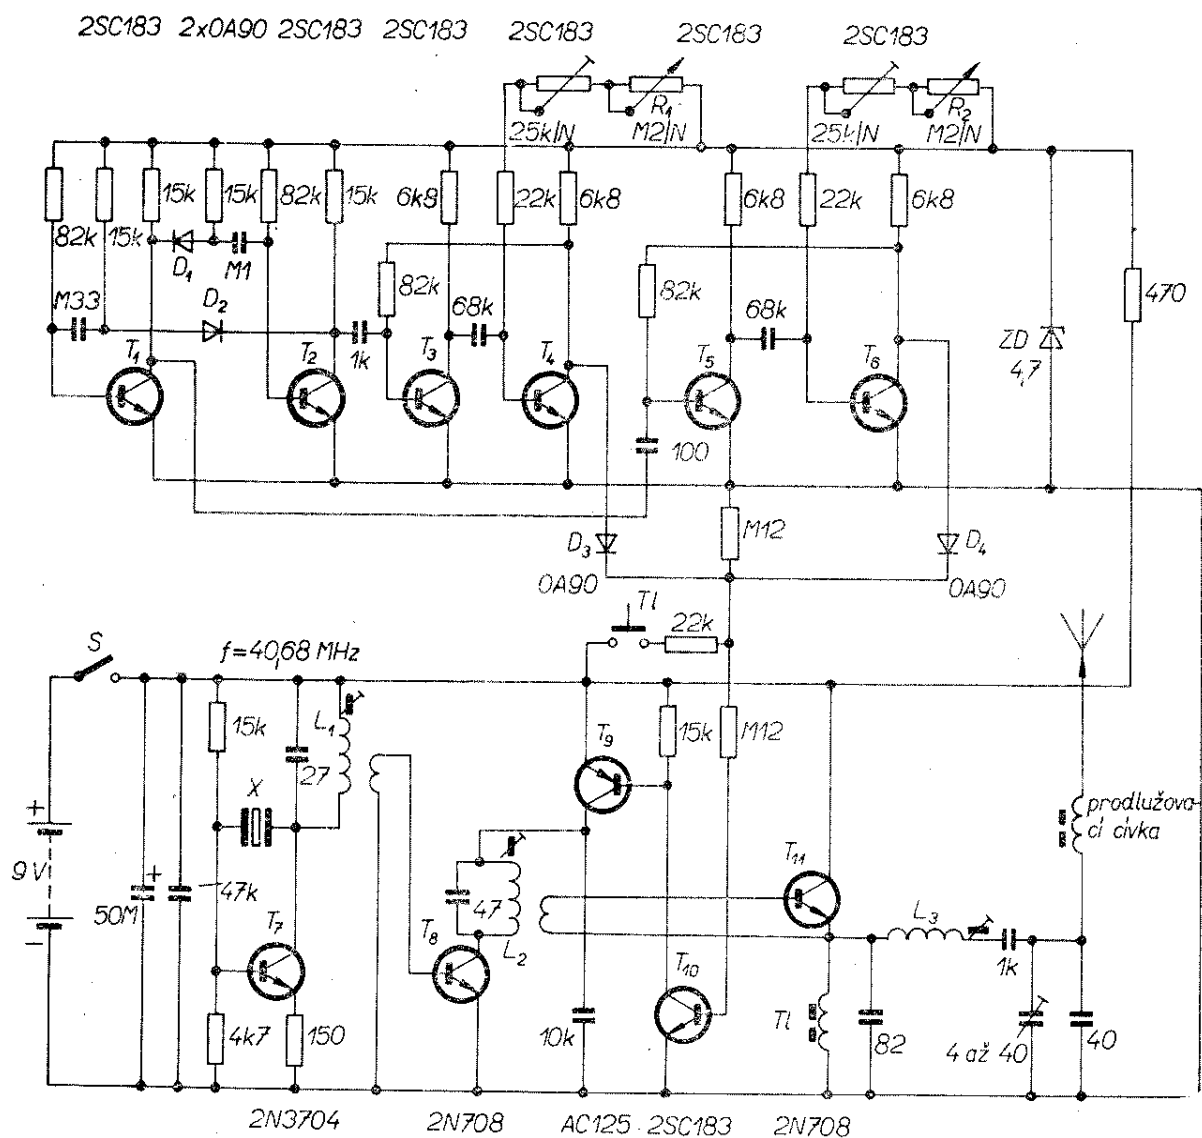 2SC183 2x0A90 2SC183 2SC183 2SC183 2SC183 2SC183
R₁ R₂
25k/N M2/N 25k/N M2/N
15k 15k 82k 15k 6k8 22k 6k8 6k8 22k 6k8
82k 15k
D₁ M1
82k 82k 470
M33 D₂ 68k 68k
ZD
4,7
T₁ T₂ 1k T₃ T₄ T₅ T₆
100
M12
D₃ D₄
0A90 0A90
Tl
22k
S
f=40,68 MHz
15k L₁ T₉ 15k M12
27
X
prodlužova-
cí cívka
+
9V
−
+
50M 47k
47
T₁₁
L₃
T₇ T₈ L₂
T₁₀ 1k
4k7 150 10k Tl 82 4 až 40 40
2N3704 2N708 AC125 2SC183 2N708